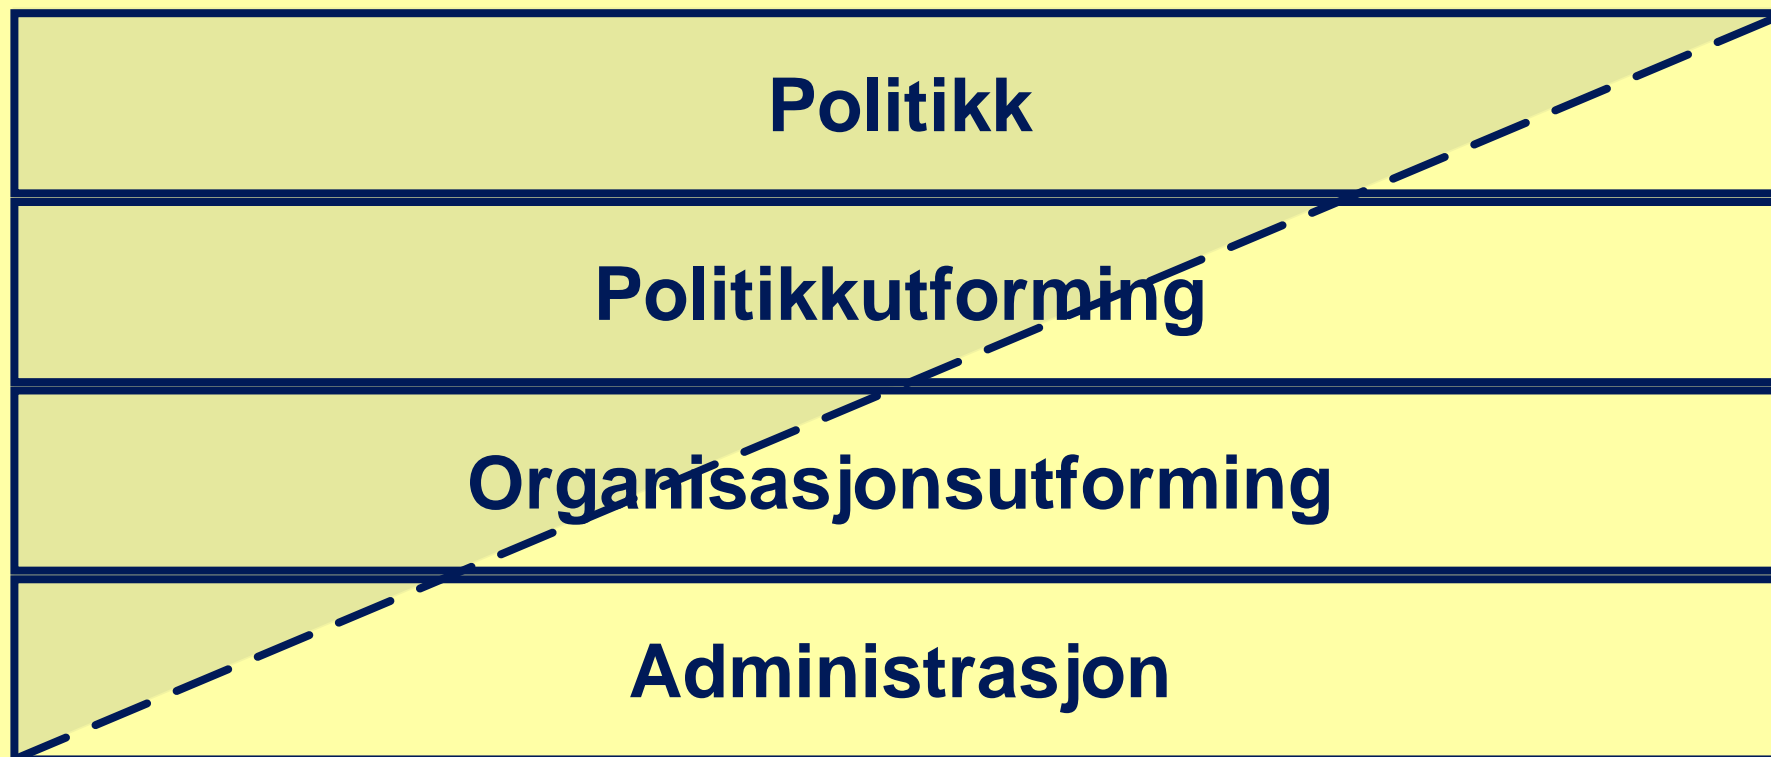 Politikk
Politikkutforming
Organisasjonsutforming
Administrasjon